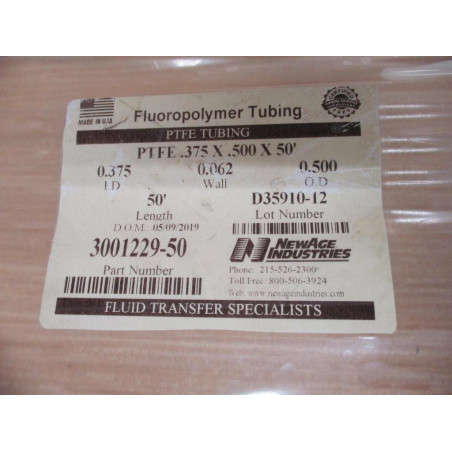 MADE IN U.S.A.
Fluoropolymer Tubing
CERTIFIED
PTFE TUBING
PTFE .375 X .500 X 50'
0.375 0.062 0.500
I.D Wall O.D
50' D35910-12
Length Lot Number
D.O.M. 05/09/2019
3001229-50
Part Number
NEWAGE
INDUSTRIES
Phone: 215-526-2300
Toll Free: 800-506-3924
Web: www.newageindustries.com
FLUID TRANSFER SPECIALISTS